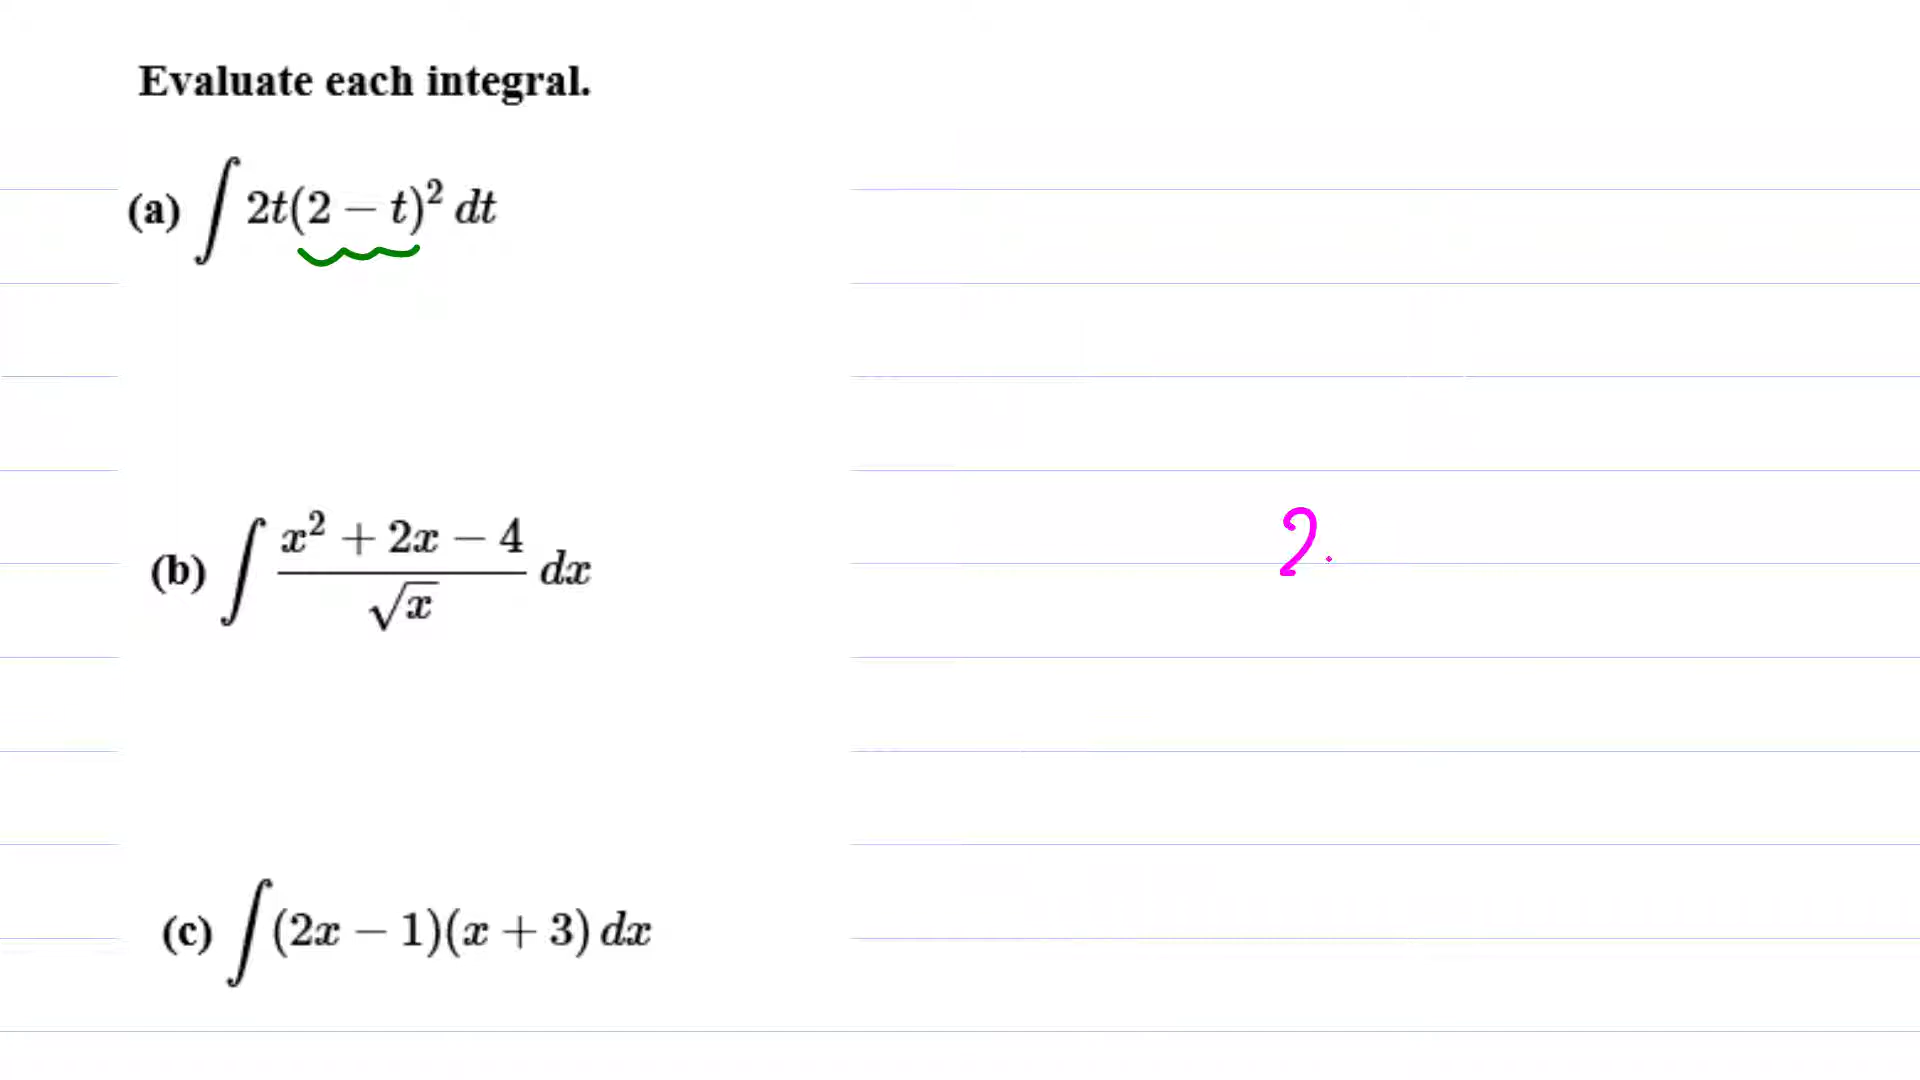 Evaluate each integral.
(a) ∫ 2t(2 − t)² dt
(b) ∫ (x² + 2x − 4)/√x dx
2.
(c) ∫ (2x − 1)(x + 3) dx